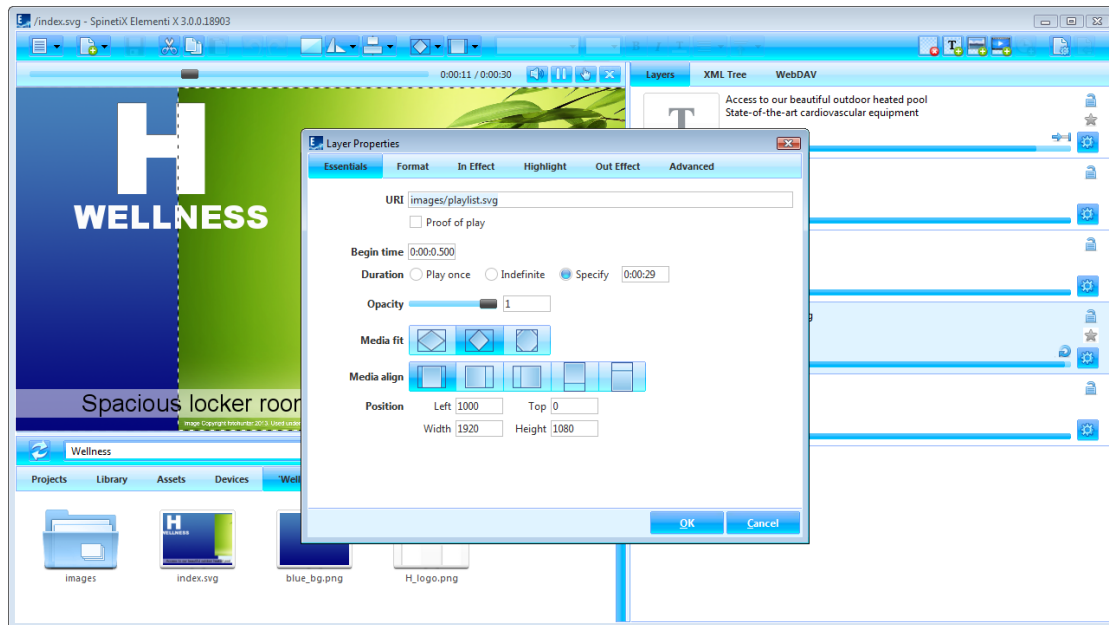 /index.svg - SpinetiX Elementi X 3.0.0.18903
T
0:00:11 / 0:00:30
Layers XML Tree WebDAV
T
Access to our beautiful outdoor heated pool
State-of-the-art cardiovascular equipment
H
WELLNESS
Spacious locker roor
Layer Properties
Essentials Format In Effect Highlight Out Effect Advanced
URI images/playlist.svg
Proof of play
Begin time 0:00:0.500
Duration Play once Indefinite Specify 0:00:29
Opacity 1
Media fit
Media align
Position Left 1000 Top 0
Width 1920 Height 1080
OK Cancel
Wellness
Projects Library Assets Devices 'Well
H
WELLNESS
images index.svg blue_bg.png H_logo.png